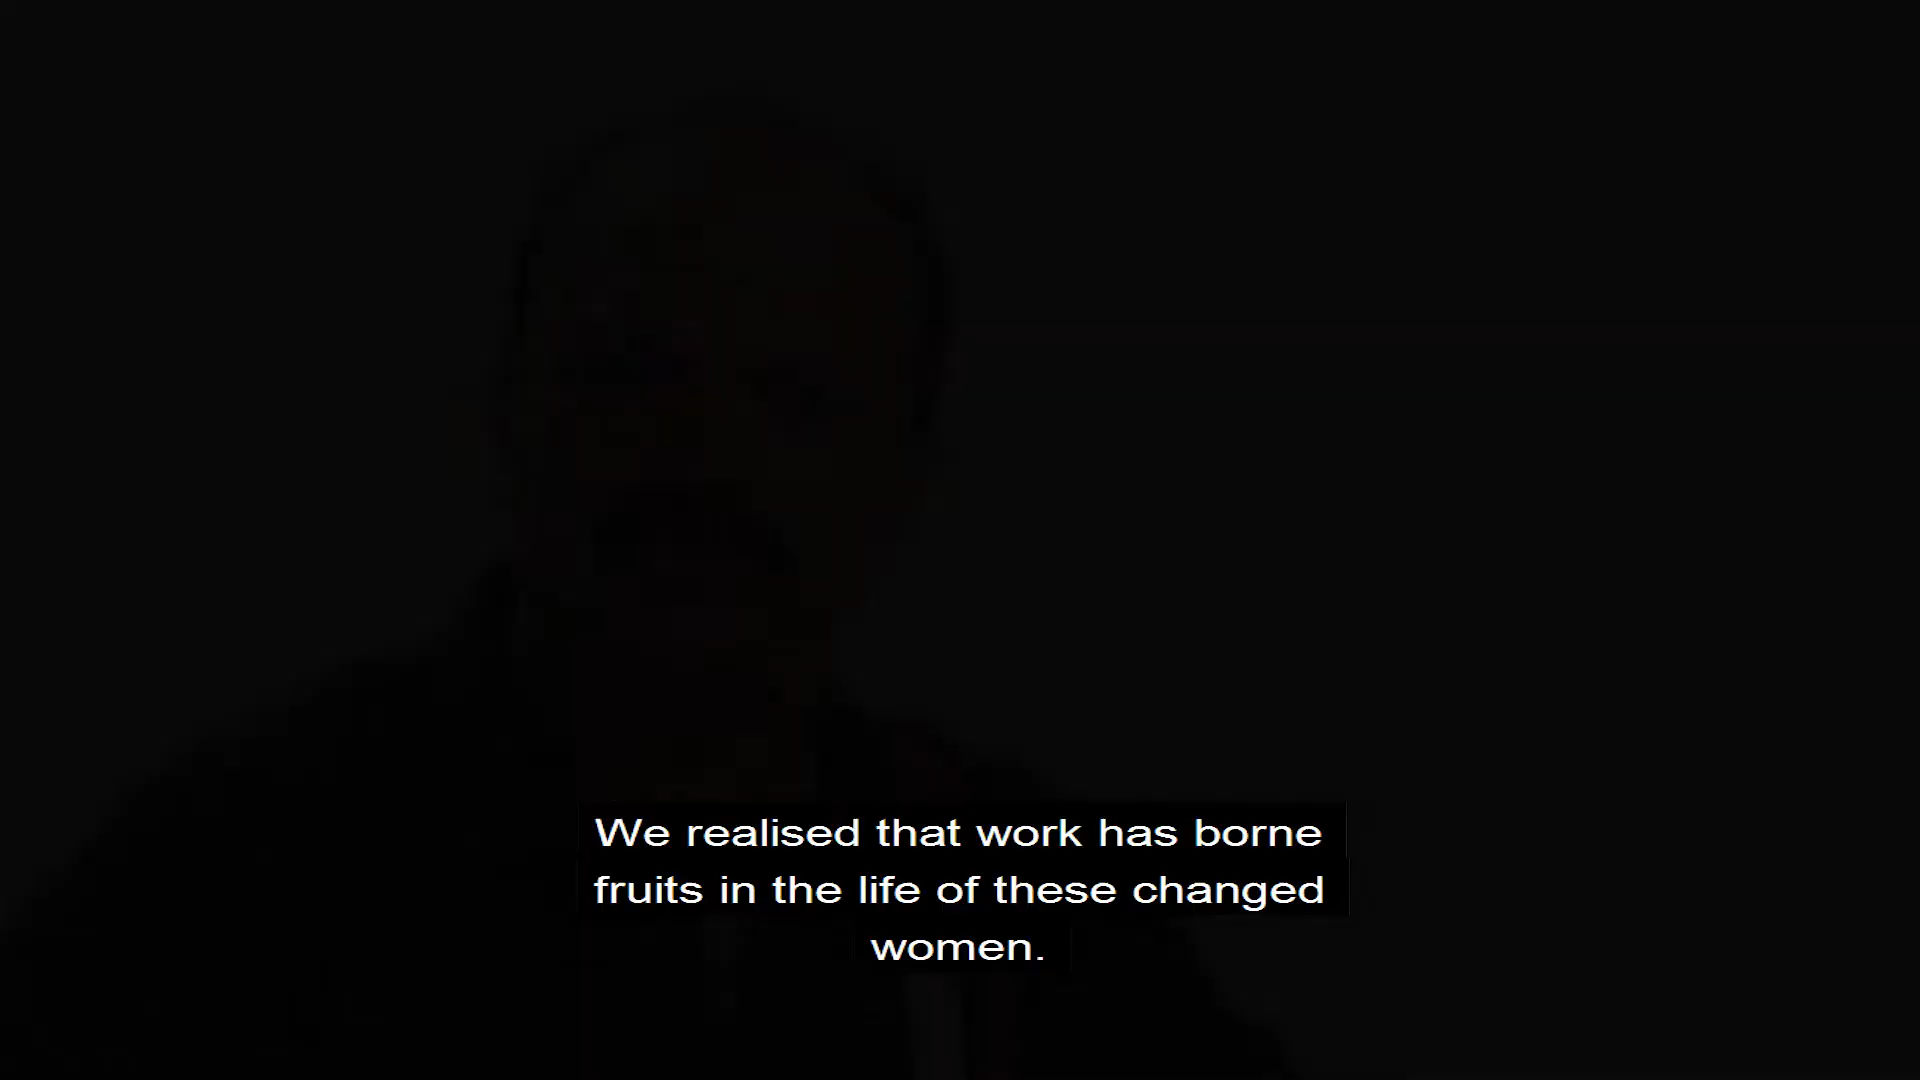 We realised that work has borne
fruits in the life of these changed
women.